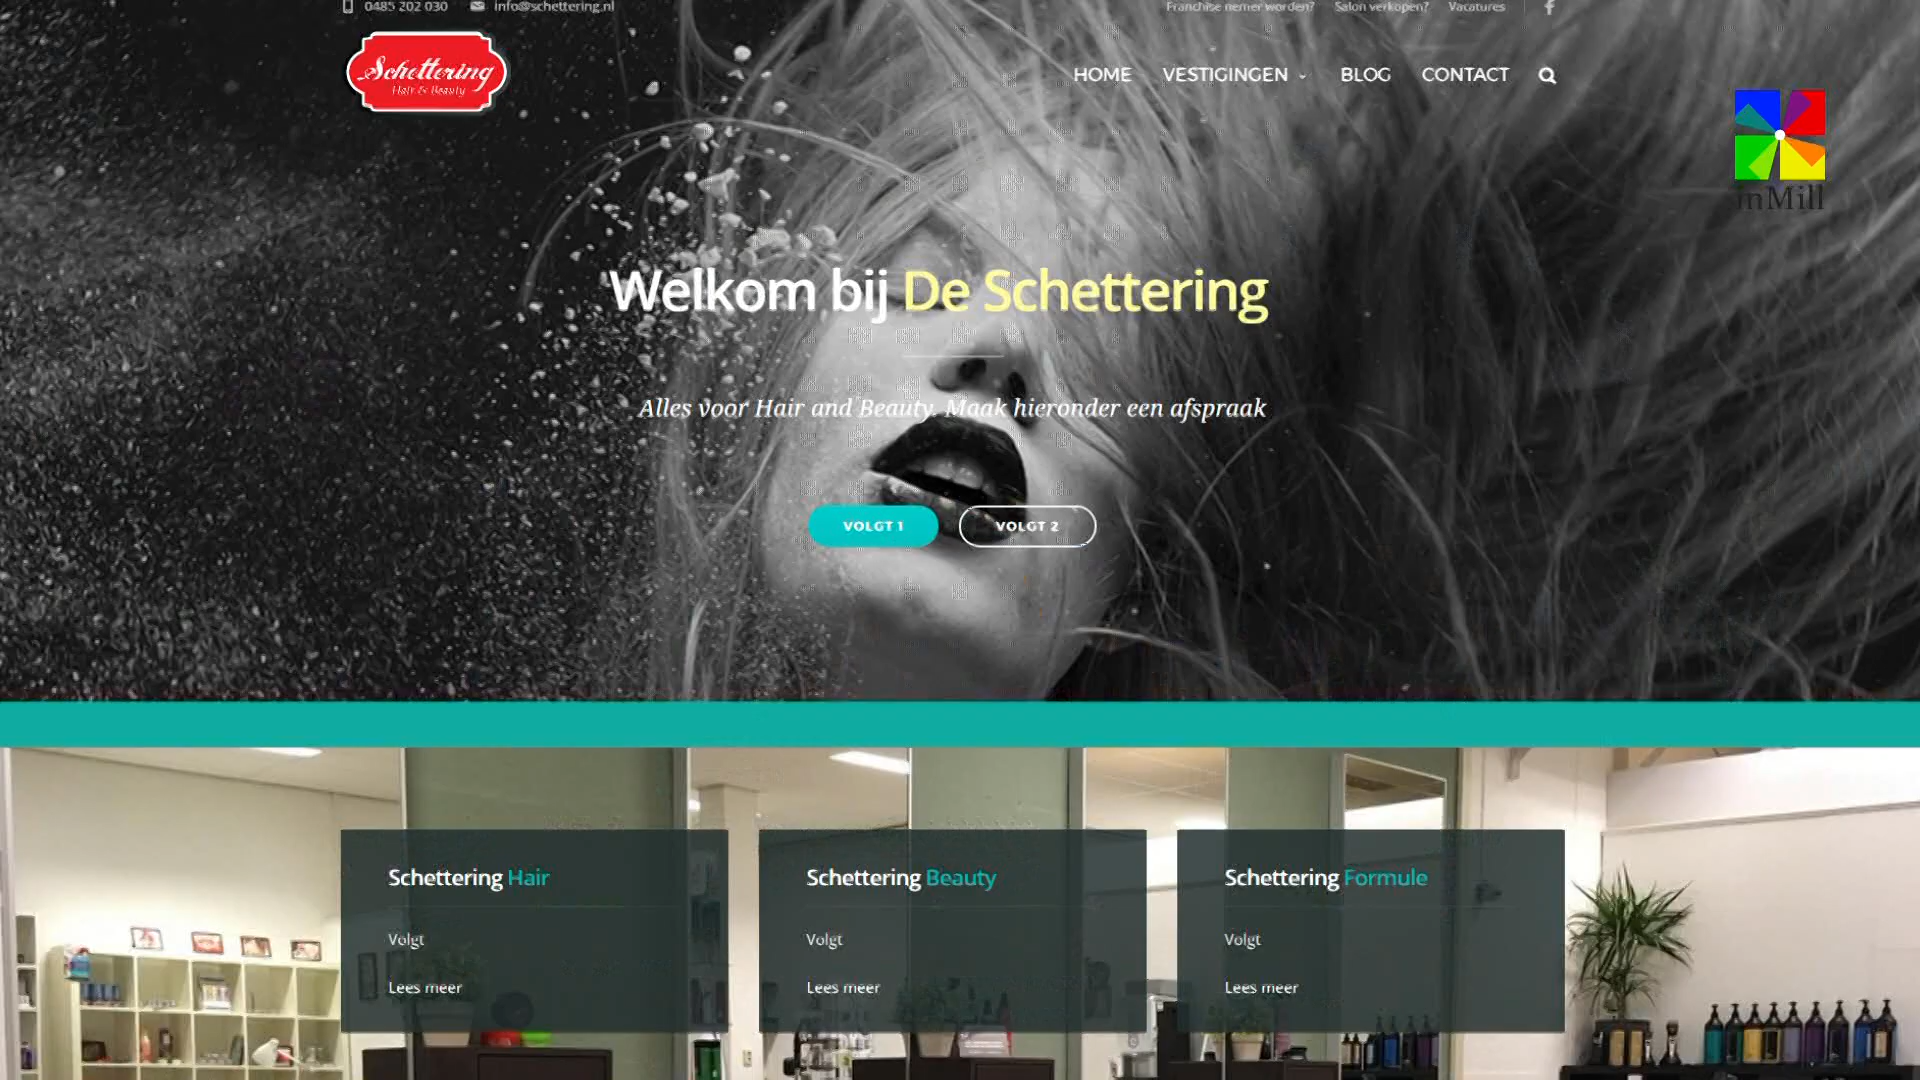 0485 202 030 info@schettering.nl Franchise nemer worden? Salon verkopen? Vacatures
Schettering
Hair & Beauty
HOME VESTIGINGEN BLOG CONTACT
inMill
Welkom bij De Schettering
Alles voor Hair and Beauty. Maak hieronder een afspraak
VOLGT 1 VOLGT 2
Schettering Hair
Volgt
Lees meer
Schettering Beauty
Volgt
Lees meer
Schettering Formule
Volgt
Lees meer